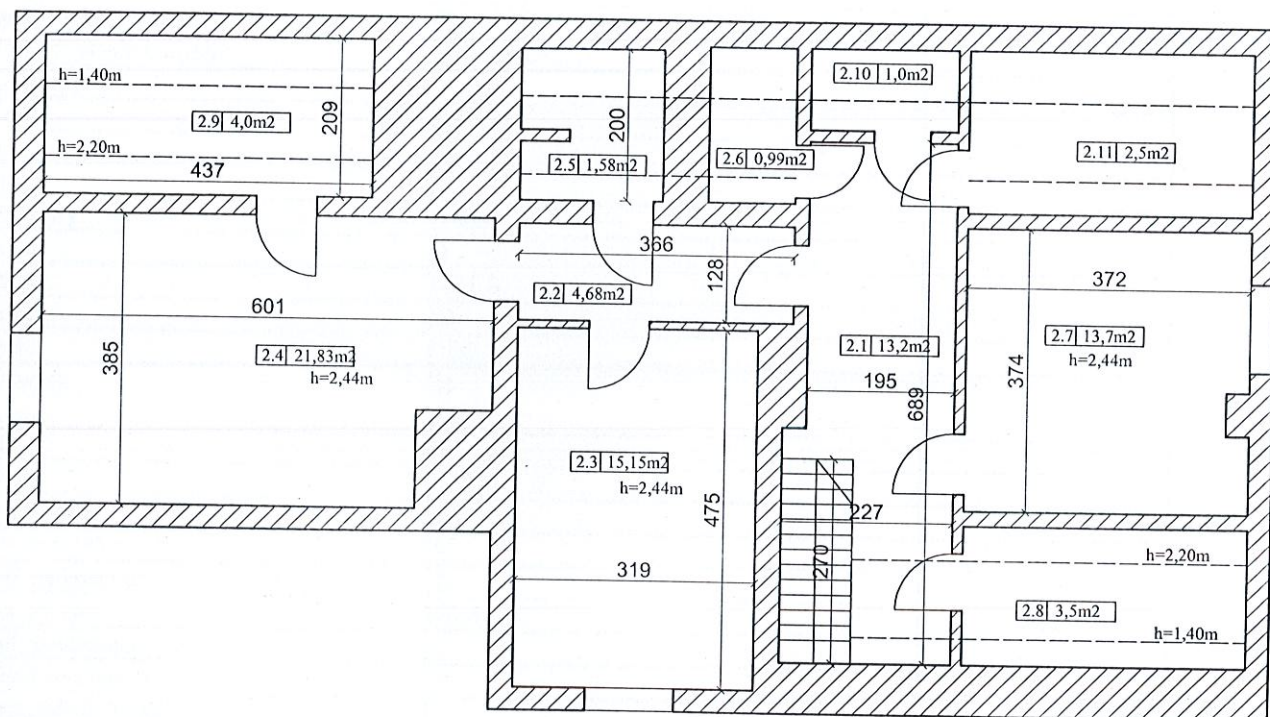 h=1,40m
2.9 4,0m2
209
h=2,20m
437
200
2.5 1,58m2
2.6 0,99m2
2.10 1,0m2
2.11 2,5m2
366
128
2.2 4,68m2
601
385
2.4 21,83m2
h=2,44m
372
2.7 13,7m2
h=2,44m
374
2.1 13,2m2
195
689
2.3 15,15m2
h=2,44m
475
319
227
270
h=2,20m
2.8 3,5m2
h=1,40m